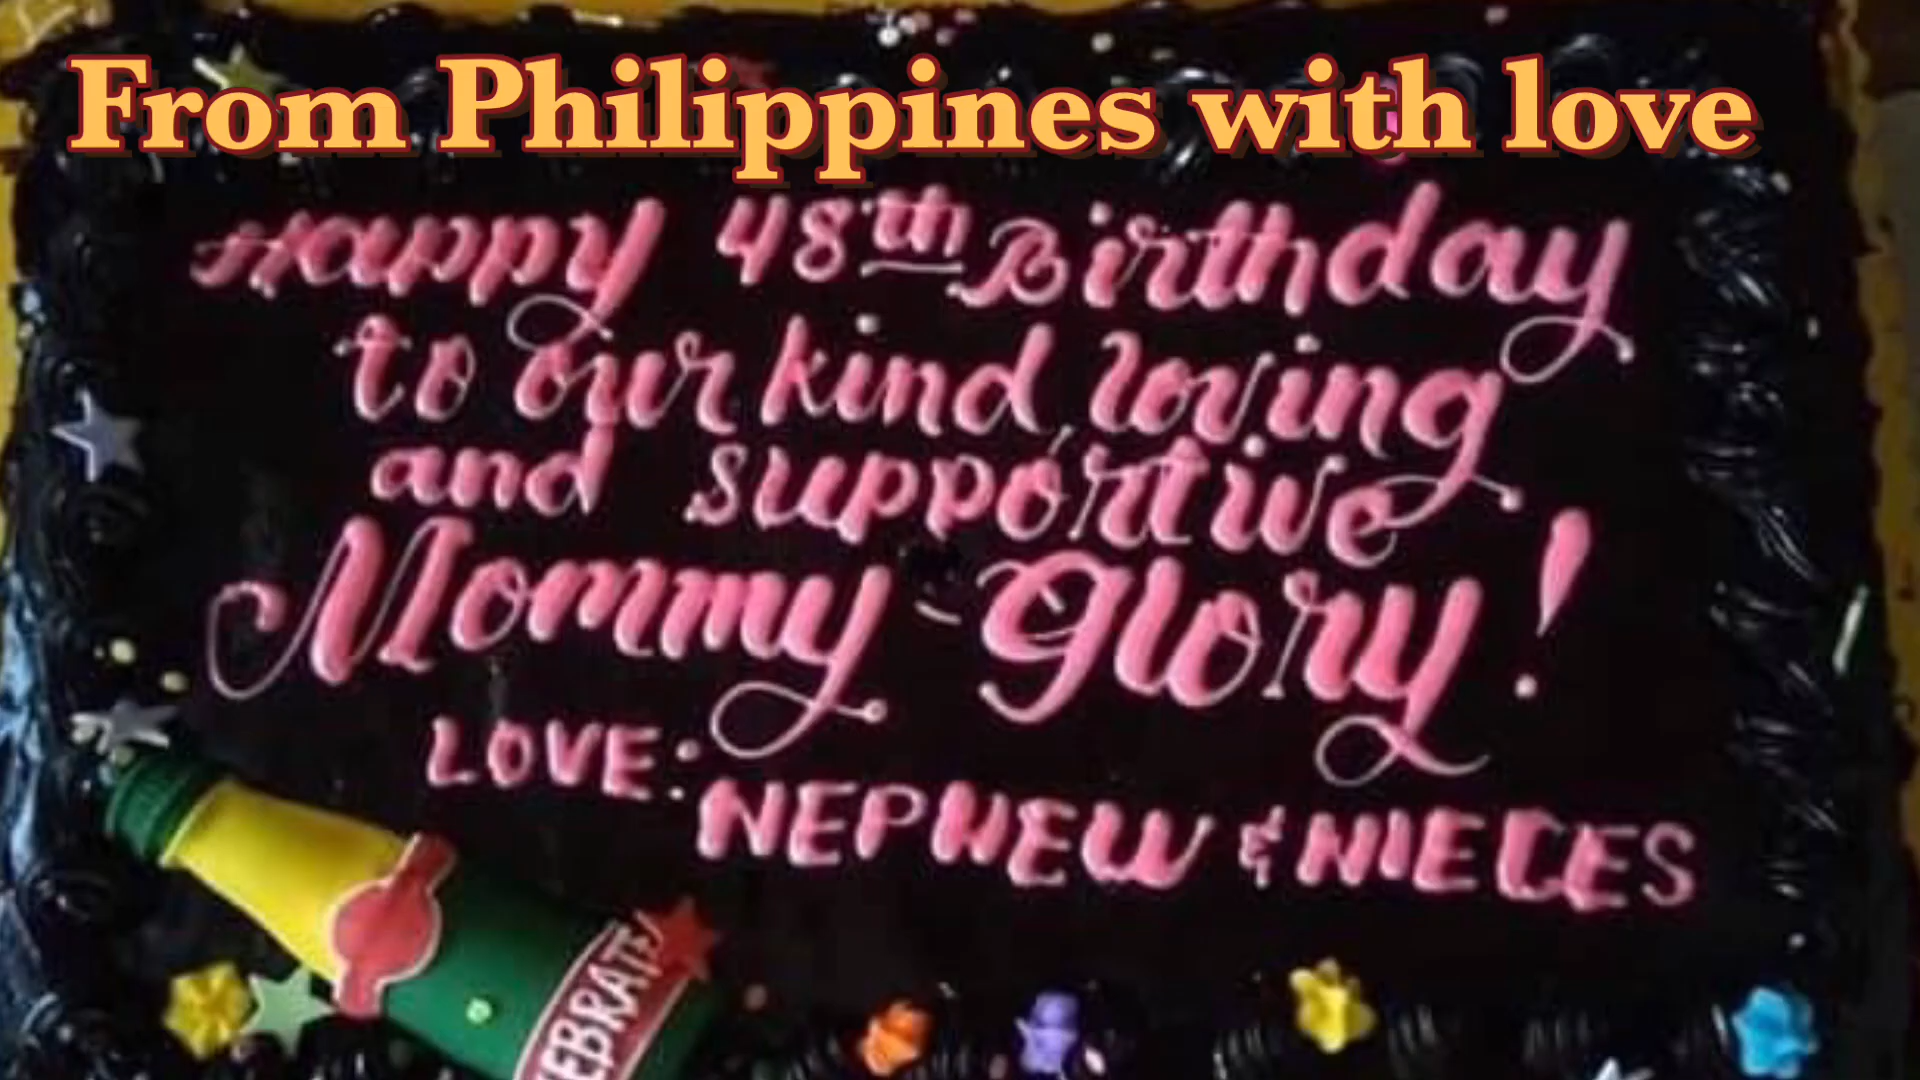 From Philippines with love
Happy 48th Birthday
to our kind, loving
and supportive
Mommy Glory!
LOVE:
NEPHEW & NIECES